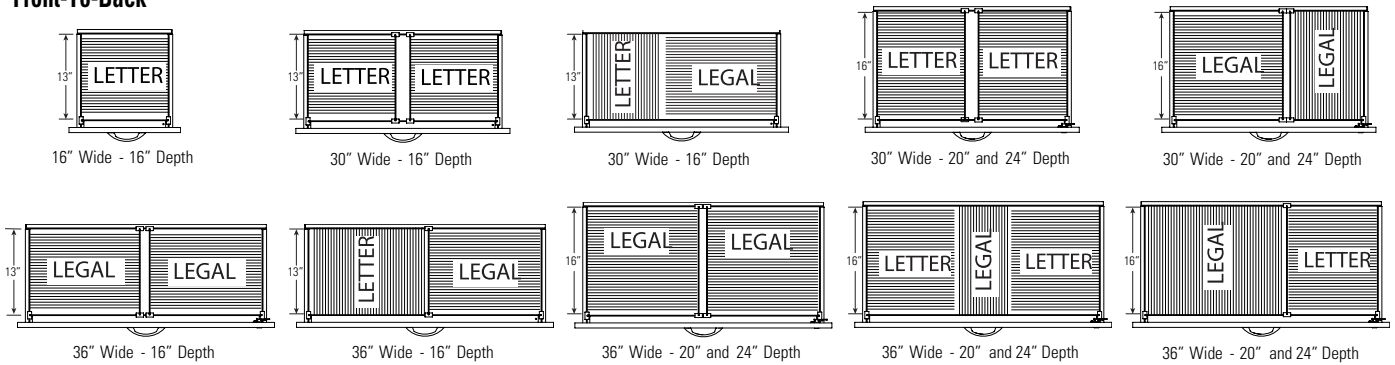 Front-To-Back
13"
LETTER
16" Wide - 16" Depth
13"
LETTER
LETTER
30" Wide - 16" Depth
13"
LETTER
LEGAL
30" Wide - 16" Depth
16"
LETTER
LETTER
30" Wide - 20" and 24" Depth
16"
LEGAL
LEGAL
30" Wide - 20" and 24" Depth
13"
LEGAL
LEGAL
36" Wide - 16" Depth
13"
LETTER
LEGAL
36" Wide - 16" Depth
16"
LEGAL
LEGAL
36" Wide - 20" and 24" Depth
16"
LETTER
LEGAL
LETTER
36" Wide - 20" and 24" Depth
16"
LEGAL
LETTER
36" Wide - 20" and 24" Depth